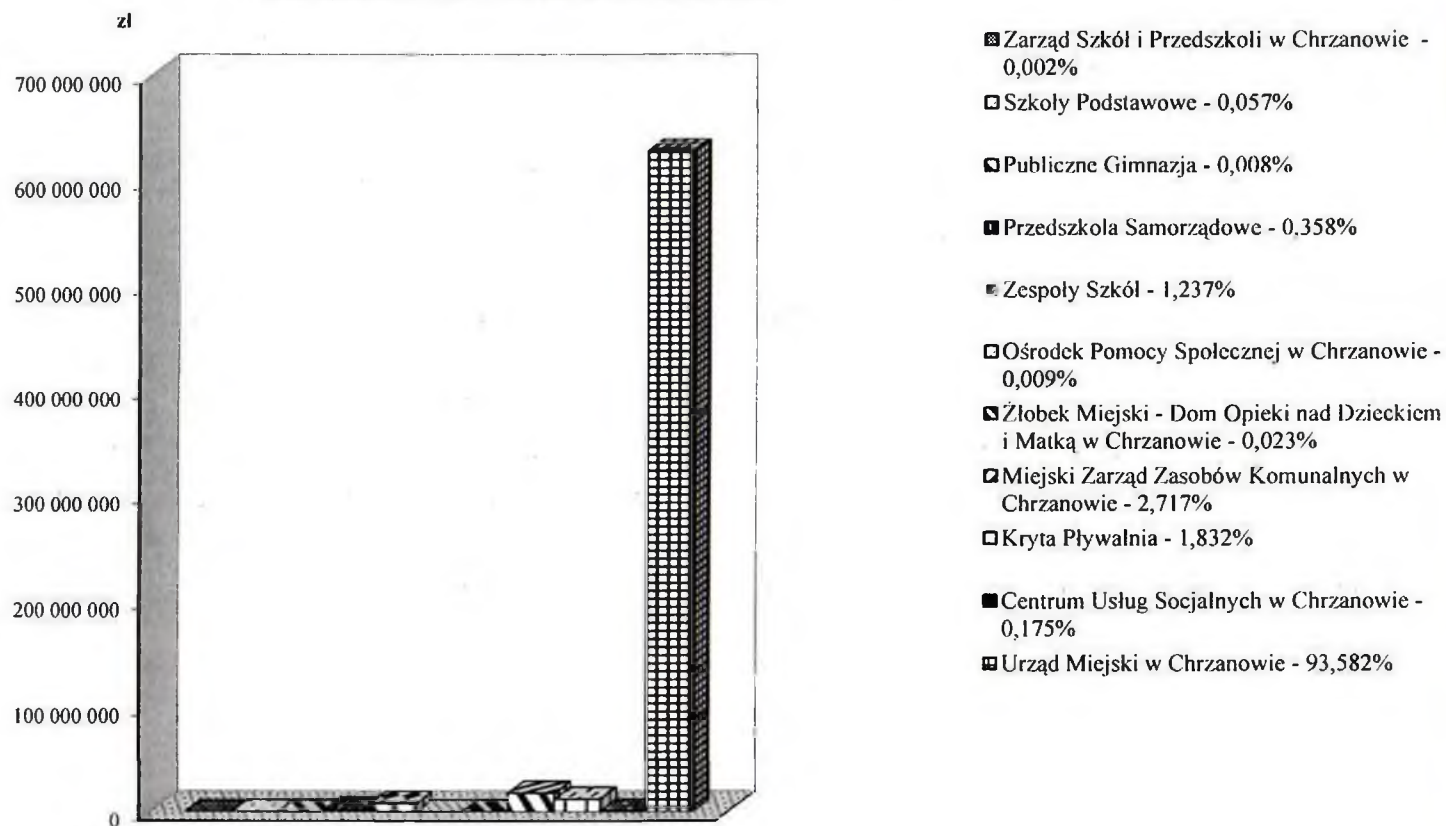 zł
700 000 000
600 000 000
500 000 000
400 000 000
300 000 000
200 000 000
100 000 000
0
Zarząd Szkół i Przedszkoli w Chrzanowie -
0,002%
Szkoły Podstawowe - 0,057%
Publiczne Gimnazja - 0,008%
Przedszkola Samorządowe - 0.358%
Zespoły Szkół - 1,237%
Ośrodek Pomocy Społecznej w Chrzanowie -
0,009%
Żłobek Miejski - Dom Opieki nad Dzieckiem
i Matką w Chrzanowie - 0,023%
Miejski Zarząd Zasobów Komunalnych w
Chrzanowie - 2,717%
Kryta Pływalnia - 1,832%
Centrum Usług Socjalnych w Chrzanowie -
0,175%
Urząd Miejski w Chrzanowie - 93,582%